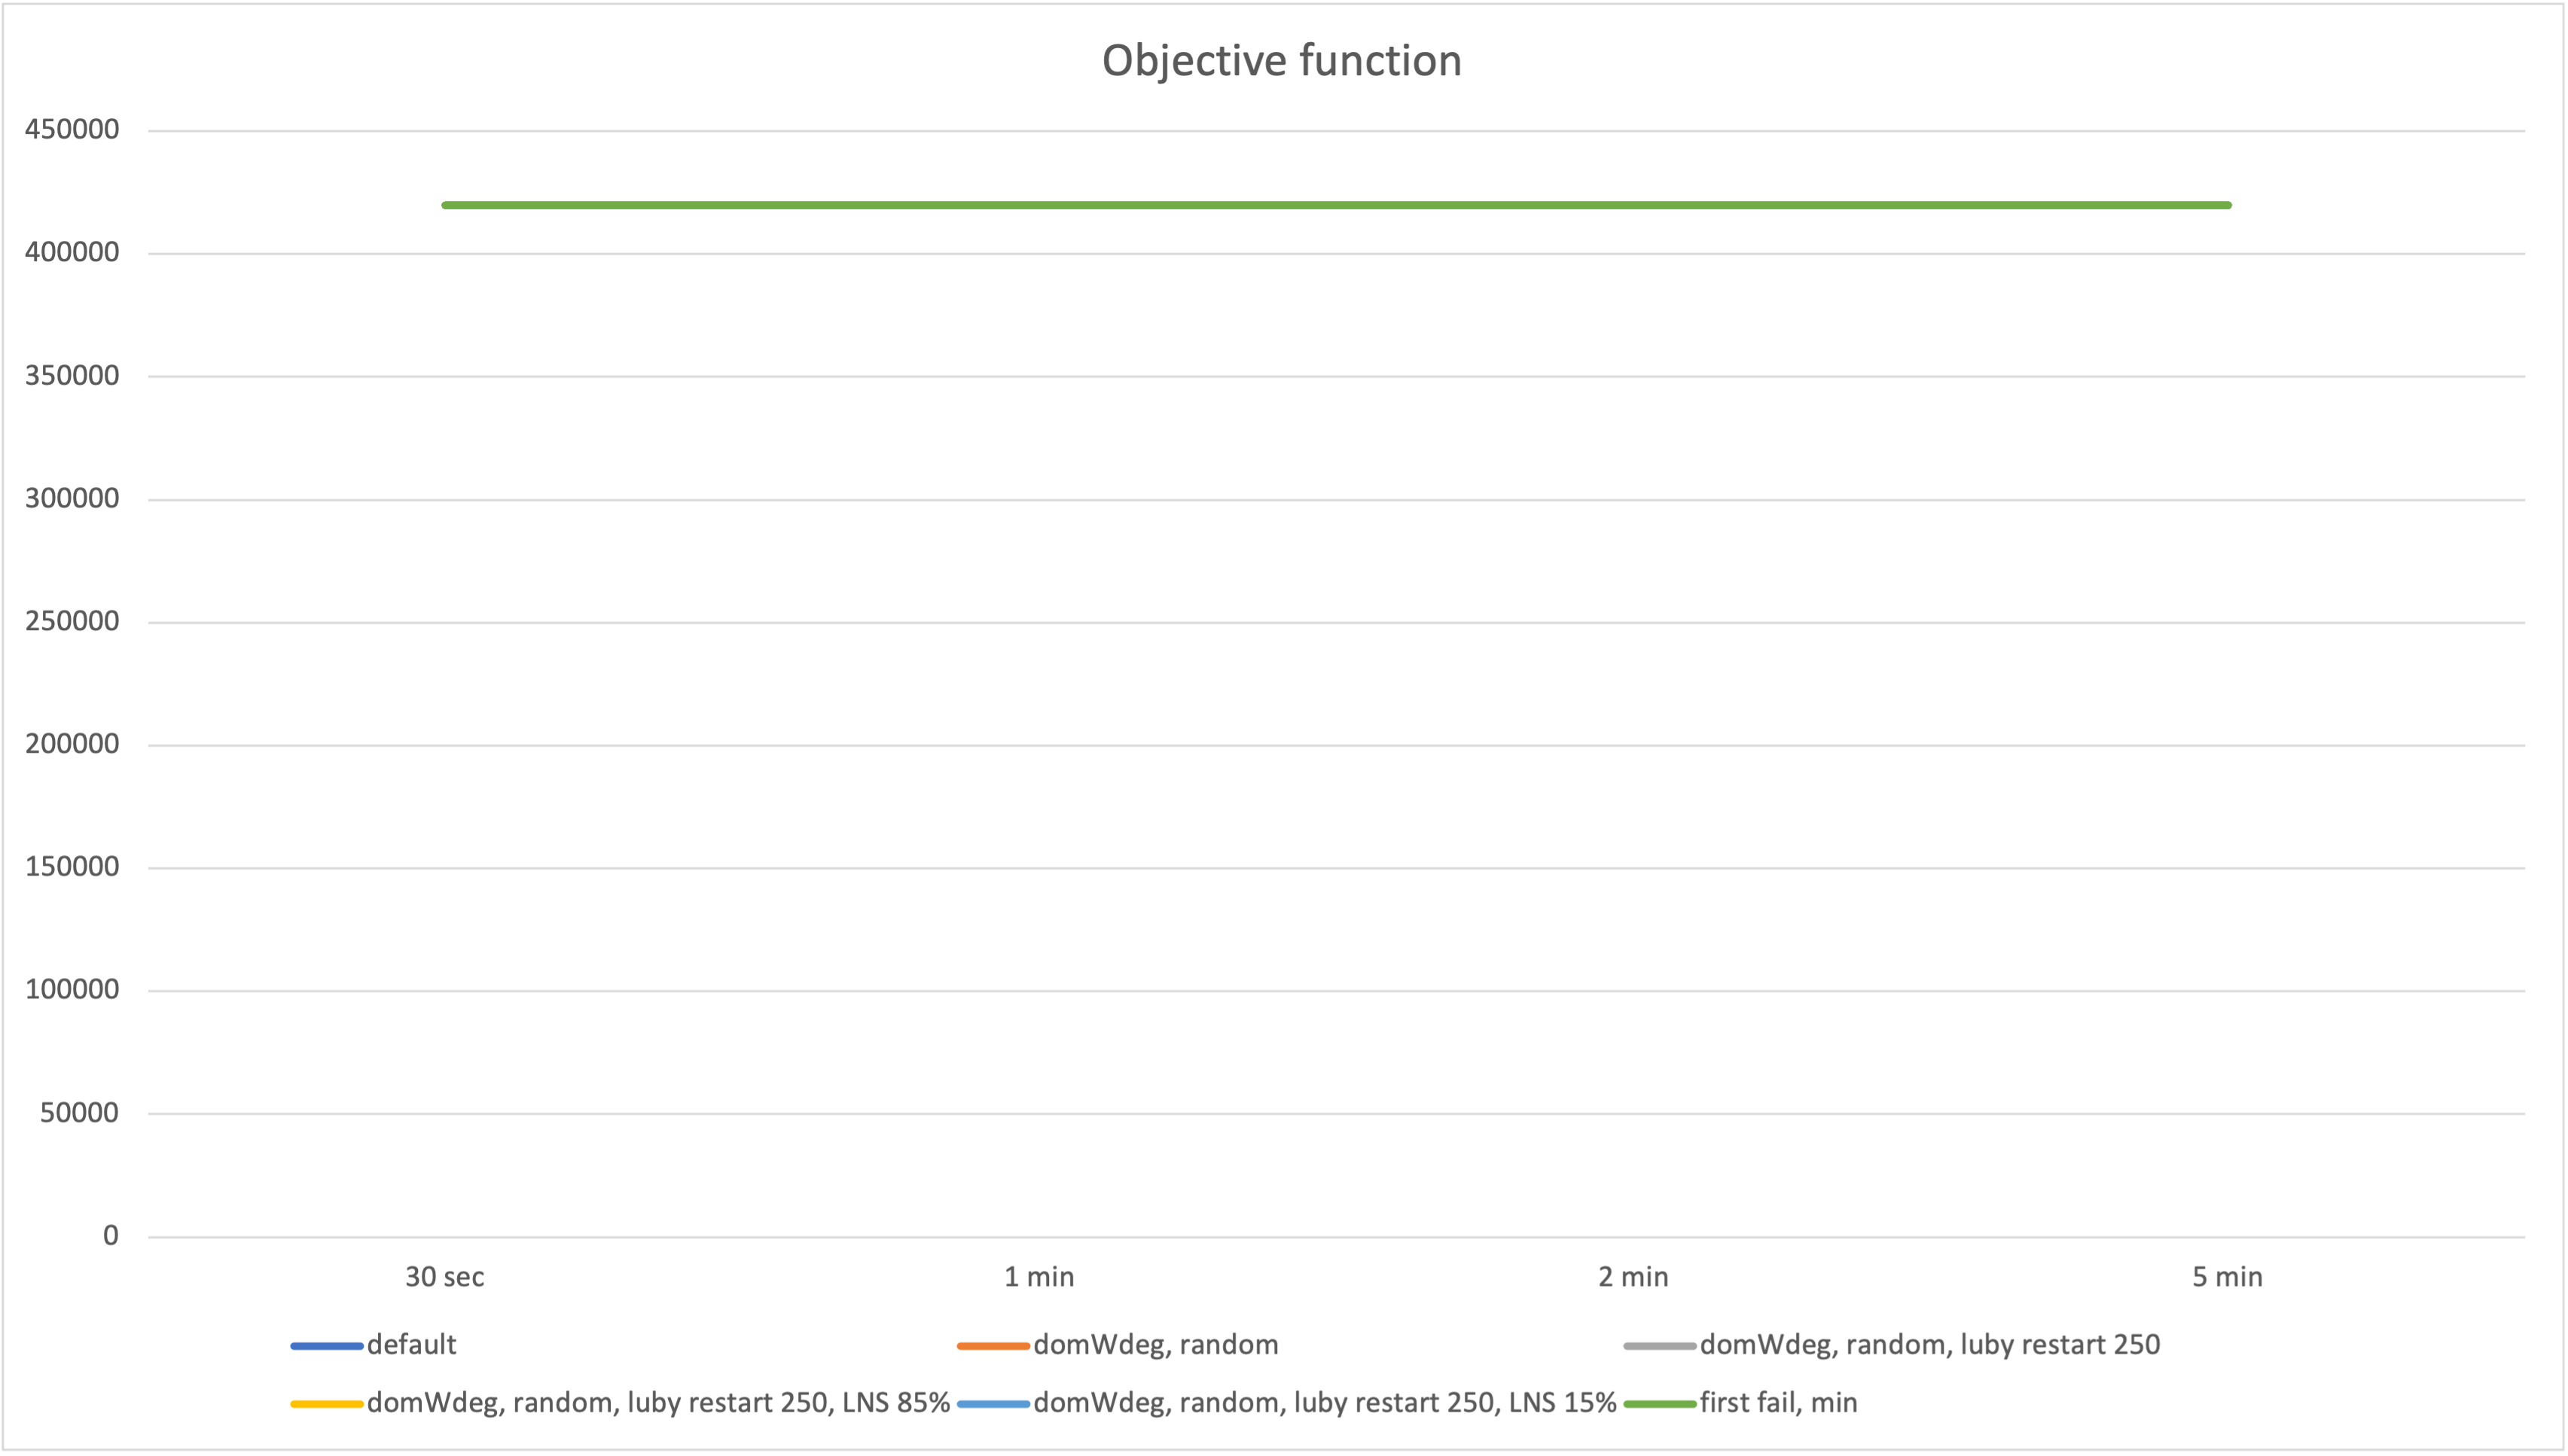 Objective function
450000
400000
350000
300000
250000
200000
150000
100000
50000
0
30 sec 1 min 2 min 5 min
default domWdeg, random domWdeg, random, luby restart 250
domWdeg, random, luby restart 250, LNS 85% domWdeg, random, luby restart 250, LNS 15% first fail, min